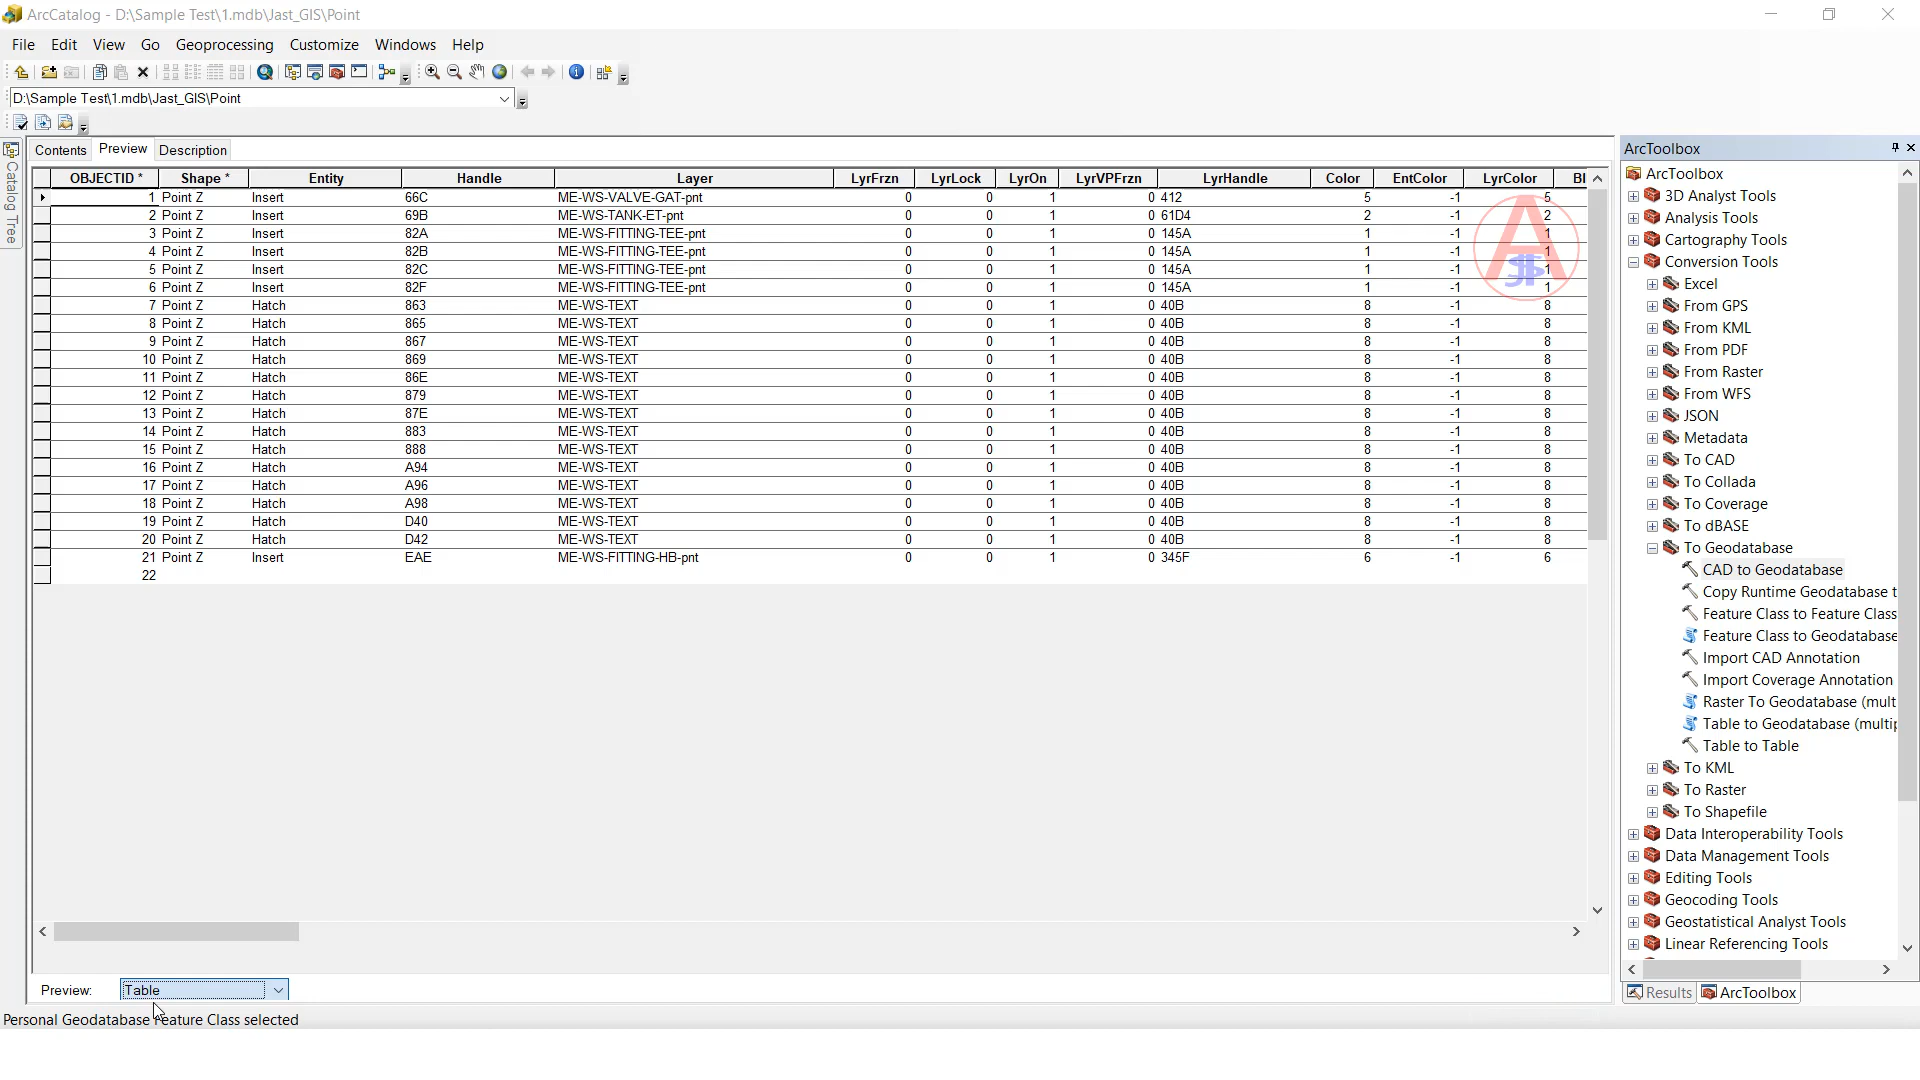 ArcCatalog - D:\Sample Test\1.mdb\Jast_GIS\Point
File Edit View Go Geoprocessing Customize Windows Help
D:\Sample Test\1.mdb\Jast_GIS\Point
Catalog Tree
Contents Preview Description
OBJECTID * Shape * Entity Handle Layer LyrFrzn LyrLock LyrOn LyrVPFrzn LyrHandle Color EntColor LyrColor Bl
1 Point Z Insert 66C ME-WS-VALVE-GAT-pnt 0 0 1 0 412 5 -1 5
2 Point Z Insert 69B ME-WS-TANK-ET-pnt 0 0 1 0 61D4 2 -1 2
3 Point Z Insert 82A ME-WS-FITTING-TEE-pnt 0 0 1 0 145A 1 -1 1
4 Point Z Insert 82B ME-WS-FITTING-TEE-pnt 0 0 1 0 145A 1 -1 1
5 Point Z Insert 82C ME-WS-FITTING-TEE-pnt 0 0 1 0 145A 1 -1 1
6 Point Z Insert 82F ME-WS-FITTING-TEE-pnt 0 0 1 0 145A 1 -1 1
7 Point Z Hatch 863 ME-WS-TEXT 0 0 1 0 40B 8 -1 8
8 Point Z Hatch 865 ME-WS-TEXT 0 0 1 0 40B 8 -1 8
9 Point Z Hatch 867 ME-WS-TEXT 0 0 1 0 40B 8 -1 8
10 Point Z Hatch 869 ME-WS-TEXT 0 0 1 0 40B 8 -1 8
11 Point Z Hatch 86E ME-WS-TEXT 0 0 1 0 40B 8 -1 8
12 Point Z Hatch 879 ME-WS-TEXT 0 0 1 0 40B 8 -1 8
13 Point Z Hatch 87E ME-WS-TEXT 0 0 1 0 40B 8 -1 8
14 Point Z Hatch 883 ME-WS-TEXT 0 0 1 0 40B 8 -1 8
15 Point Z Hatch 888 ME-WS-TEXT 0 0 1 0 40B 8 -1 8
16 Point Z Hatch A94 ME-WS-TEXT 0 0 1 0 40B 8 -1 8
17 Point Z Hatch A96 ME-WS-TEXT 0 0 1 0 40B 8 -1 8
18 Point Z Hatch A98 ME-WS-TEXT 0 0 1 0 40B 8 -1 8
19 Point Z Hatch D40 ME-WS-TEXT 0 0 1 0 40B 8 -1 8
20 Point Z Hatch D42 ME-WS-TEXT 0 0 1 0 40B 8 -1 8
21 Point Z Insert EAE ME-WS-FITTING-HB-pnt 0 0 1 0 345F 6 -1 6
22
Preview: Table
Personal Geodatabase Feature Class selected
ArcToolbox
ArcToolbox
3D Analyst Tools
Analysis Tools
Cartography Tools
Conversion Tools
Excel
From GPS
From KML
From PDF
From Raster
From WFS
JSON
Metadata
To CAD
To Collada
To Coverage
To dBASE
To Geodatabase
CAD to Geodatabase
Copy Runtime Geodatabase t
Feature Class to Feature Class
Feature Class to Geodatabase
Import CAD Annotation
Import Coverage Annotation
Raster To Geodatabase (mult
Table to Geodatabase (multip
Table to Table
To KML
To Raster
To Shapefile
Data Interoperability Tools
Data Management Tools
Editing Tools
Geocoding Tools
Geostatistical Analyst Tools
Linear Referencing Tools
Results ArcToolbox